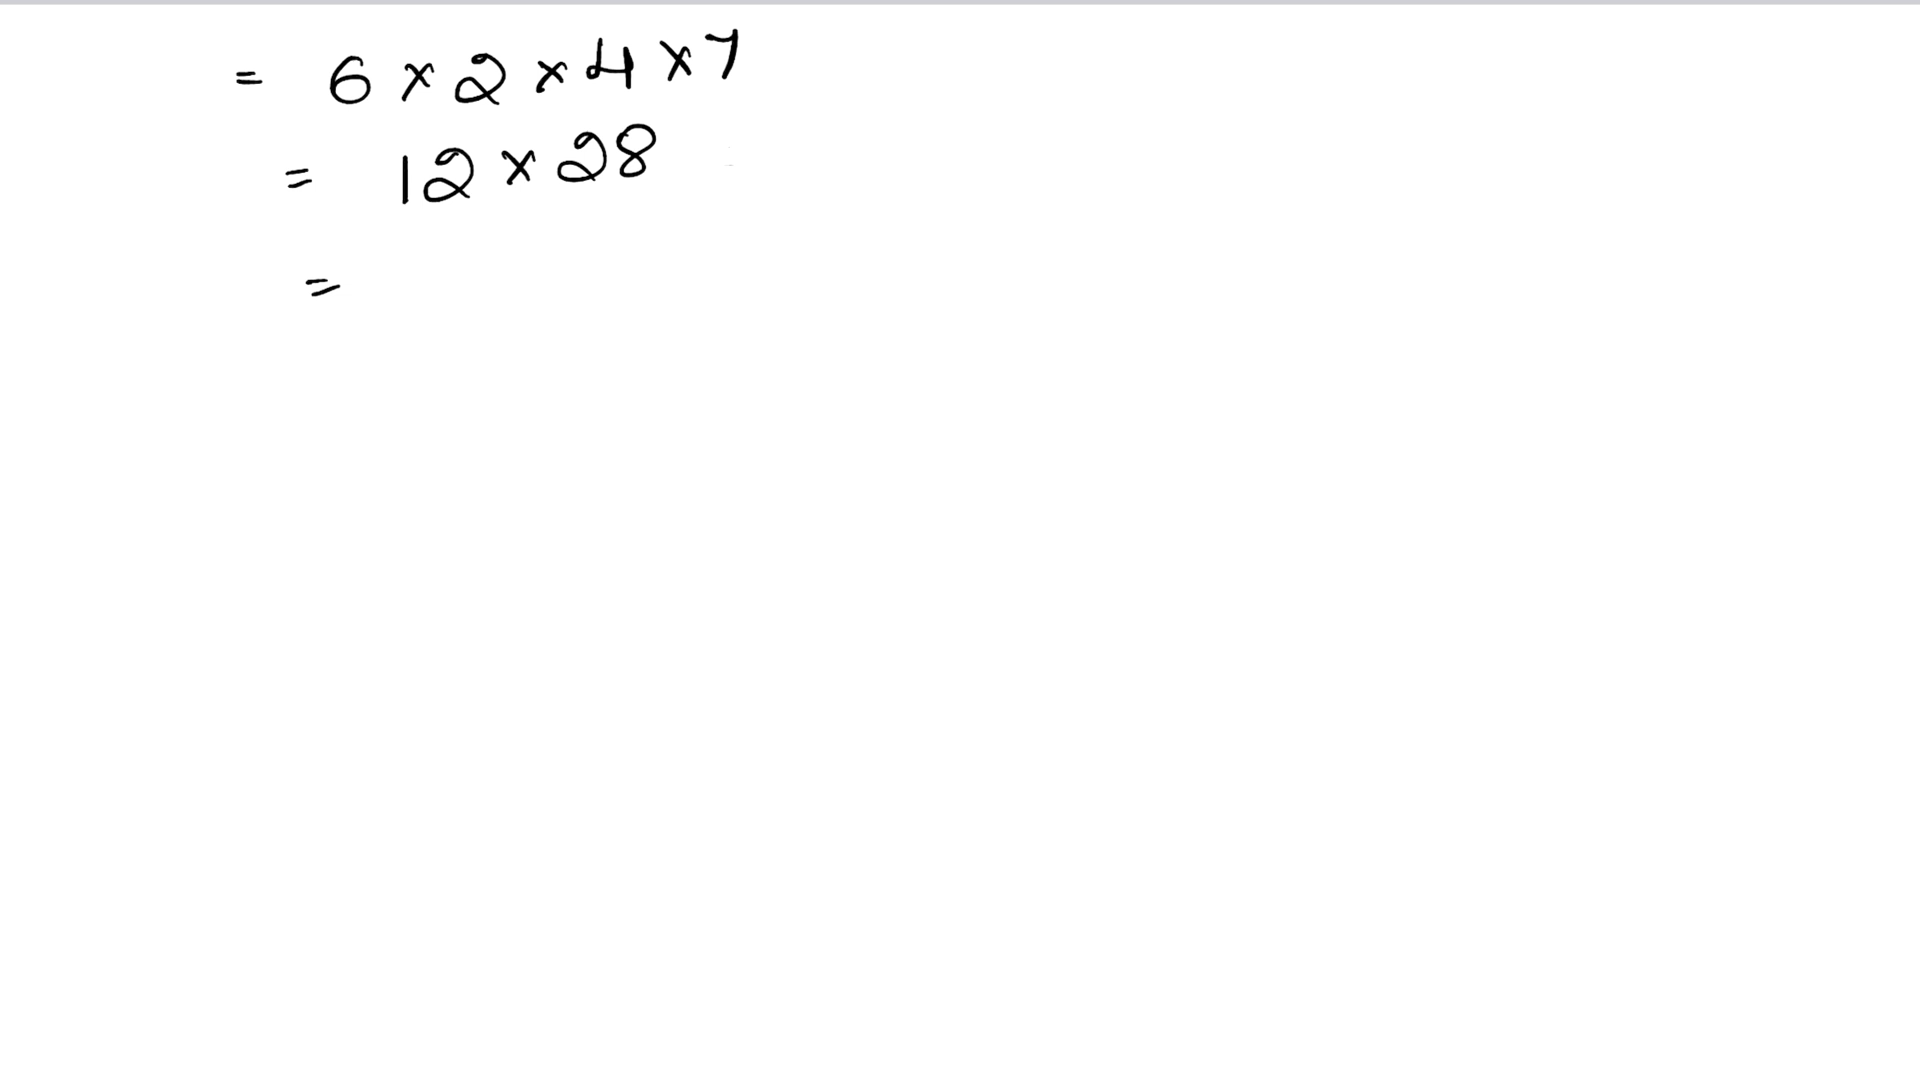 = 6 × 2 × 4 × 7
= 12 × 28
=